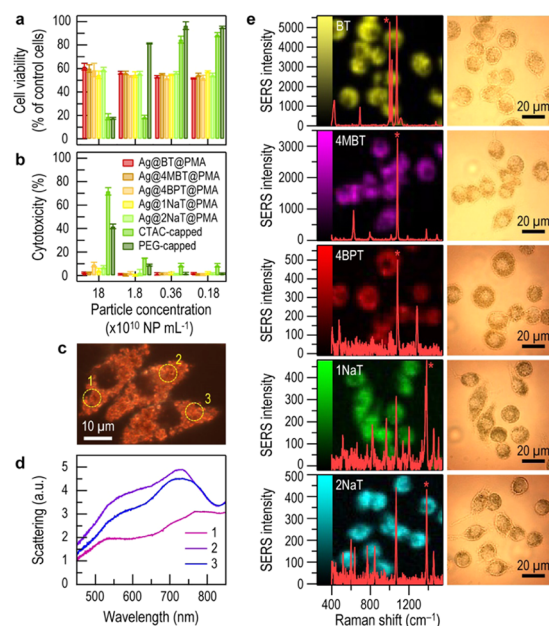 a
Cell viability
(% of control cells)
100
80
60
40
20
0
b
Cytotoxicity (%)
100
80
60
40
20
0
Ag@BT@PMA
Ag@4MBT@PMA
Ag@4BPT@PMA
Ag@1NaT@PMA
Ag@2NaT@PMA
CTAC-capped
PEG-capped
18 1.8 0.36 0.18
Particle concentration
(x10¹⁰ NP mL⁻¹)
c
1
2
3
10 µm
d
Scattering (a.u.)
5
4
3
2
1
0
1
2
3
500 600 700 800
Wavelength (nm)
e
SERS intensity
5000
4000
3000
2000
1000
0
BT
*
20 µm
SERS intensity
3000
2000
1000
0
4MBT
*
20 µm
SERS intensity
500
400
300
200
100
0
4BPT
*
20 µm
SERS intensity
400
300
200
100
0
1NaT
*
20 µm
SERS intensity
500
400
300
200
100
0
2NaT
*
20 µm
400 800 1200
Raman shift (cm⁻¹)